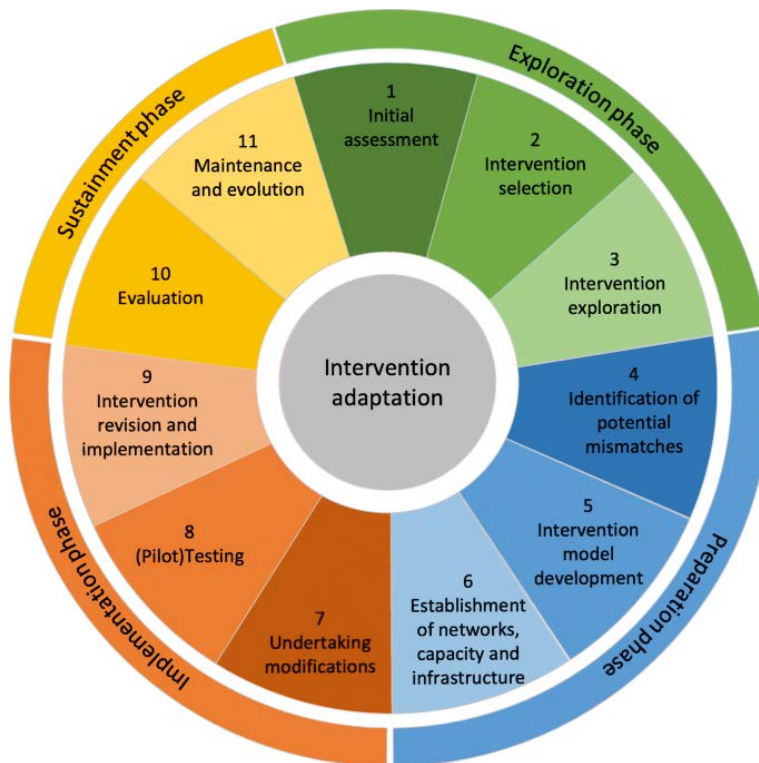 Exploration phase
1
Initial
assessment
2
Intervention
selection
3
Intervention
exploration
Preparation phase
4
Identification of
potential
mismatches
5
Intervention
model
development
6
Establishment
of networks,
capacity and
infrastructure
Implementation phase
7
Undertaking
modifications
8
(Pilot)Testing
9
Intervention
revision and
implementation
Sustainment phase
10
Evaluation
11
Maintenance
and evolution
Intervention
adaptation